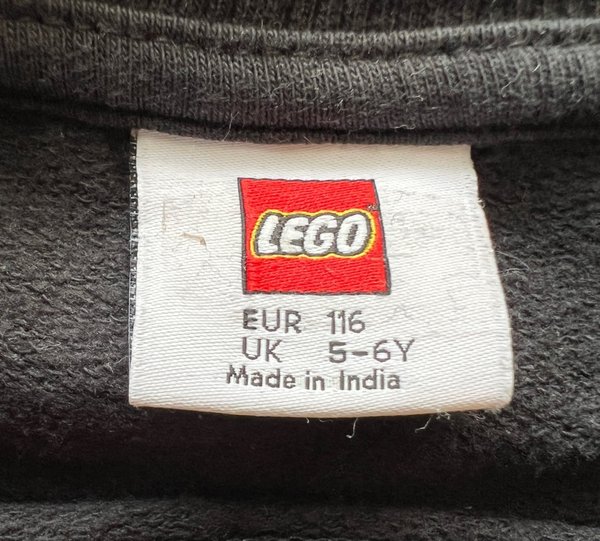 LEGO
EUR 116
UK 5-6Y
Made in India